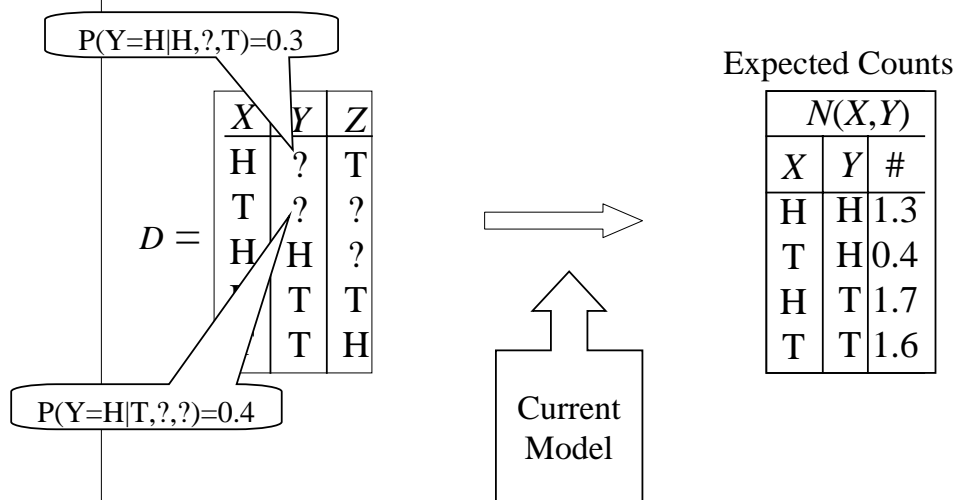 P(Y=H|H,?,T)=0.3
Expected Counts
X Y Z
H ? T
T ? ?
D = H H ?
T T
T H
P(Y=H|T,?,?)=0.4
Current
Model
N(X,Y)
X Y #
H H 1.3
T H 0.4
H T 1.7
T T 1.6